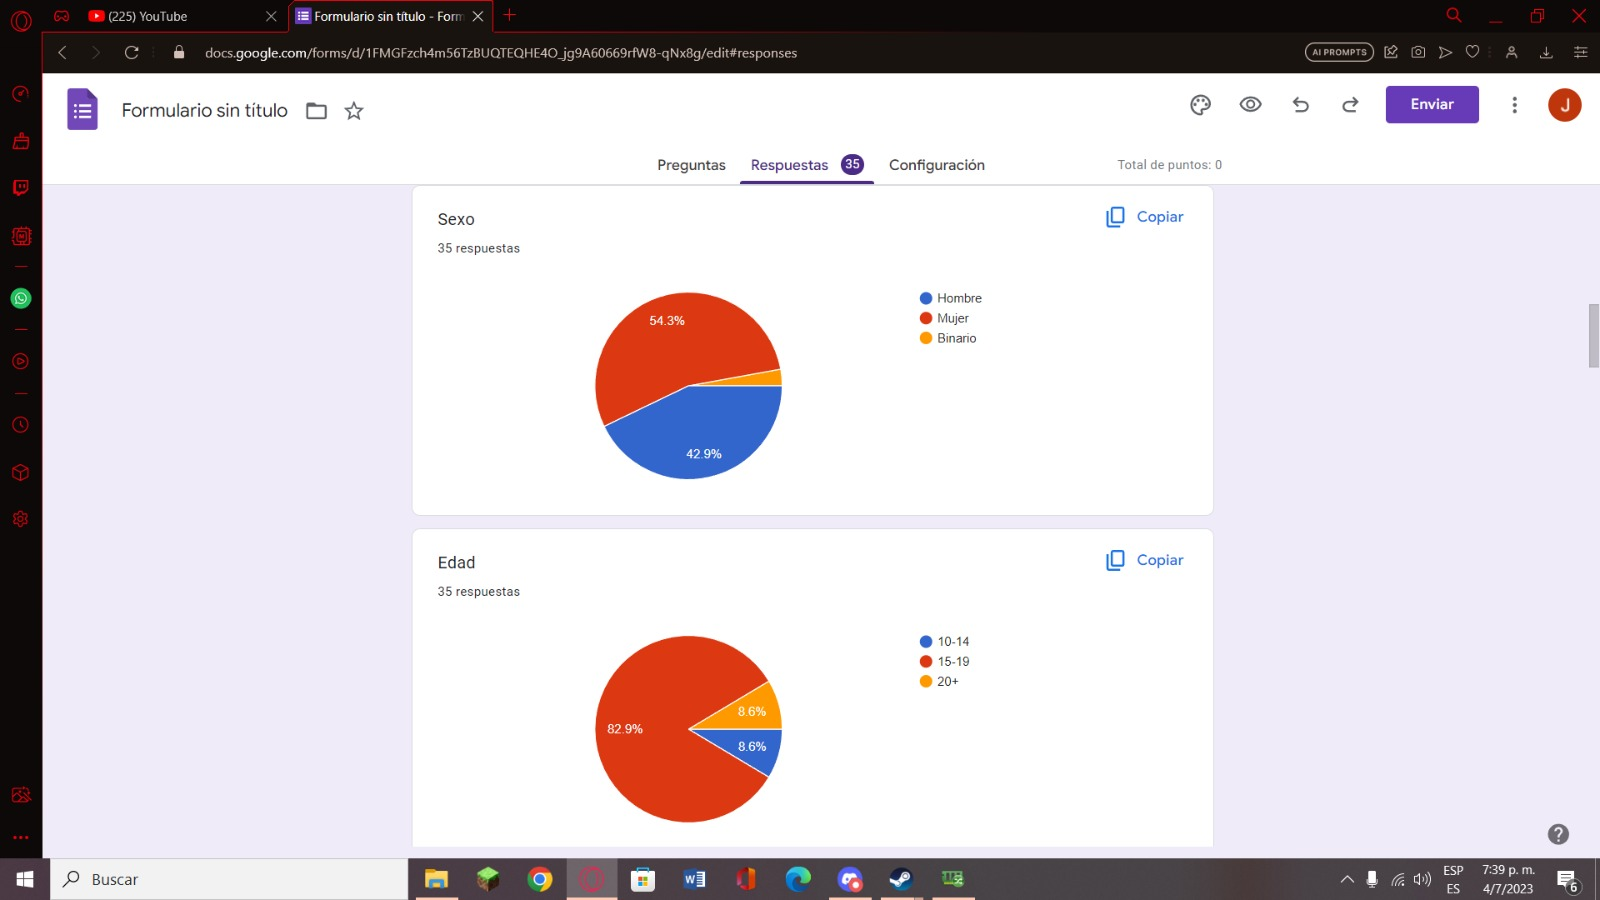 (225) YouTube
Formulario sin título - Form
docs.google.com/forms/d/1FMGFzch4m56TzBUQTEQHE4O_jg9A60669rfW8-qNx8g/edit#responses
AI PROMPTS
Formulario sin título
Enviar
J
Preguntas
Respuestas
35
Configuración
Total de puntos: 0
Sexo
Copiar
35 respuestas
Hombre
Mujer
Binario
54.3%
42.9%
Edad
Copiar
35 respuestas
10-14
15-19
20+
8.6%
82.9%
8.6%
Buscar
ESP
ES
7:39 p. m.
4/7/2023
6